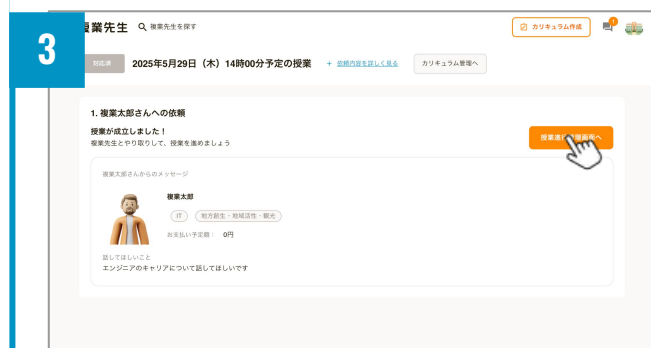 3
複業先生 複業先生を探す カリキュラム作成 1
対応済 2025年5月29日（木）14時00分予定の授業 + 依頼内容を詳しく見る カリキュラム管理へ
1. 複業太郎さんへの依頼
授業が成立しました！
複業先生とやり取りして、授業を進めましょう
授業進 画面へ
複業太郎さんからのメッセージ
複業太郎
IT 地方創生・地域活性・観光
お支払い予定額： 0円
話してほしいこと
エンジニアのキャリアについて話してほしいです